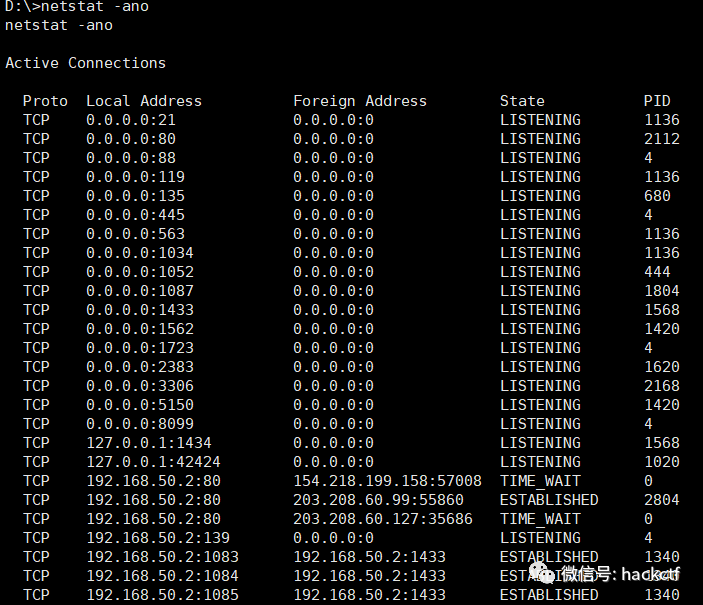 D:\>netstat -ano
netstat -ano
Active Connections
Proto  Local Address          Foreign Address        State           PID
TCP    0.0.0.0:21             0.0.0.0:0              LISTENING       1136
TCP    0.0.0.0:80             0.0.0.0:0              LISTENING       2112
TCP    0.0.0.0:88             0.0.0.0:0              LISTENING       4
TCP    0.0.0.0:119            0.0.0.0:0              LISTENING       1136
TCP    0.0.0.0:135            0.0.0.0:0              LISTENING       680
TCP    0.0.0.0:445            0.0.0.0:0              LISTENING       4
TCP    0.0.0.0:563            0.0.0.0:0              LISTENING       1136
TCP    0.0.0.0:1034           0.0.0.0:0              LISTENING       1136
TCP    0.0.0.0:1052           0.0.0.0:0              LISTENING       444
TCP    0.0.0.0:1087           0.0.0.0:0              LISTENING       1804
TCP    0.0.0.0:1433           0.0.0.0:0              LISTENING       1568
TCP    0.0.0.0:1562           0.0.0.0:0              LISTENING       1420
TCP    0.0.0.0:1723           0.0.0.0:0              LISTENING       4
TCP    0.0.0.0:2383           0.0.0.0:0              LISTENING       1620
TCP    0.0.0.0:3306           0.0.0.0:0              LISTENING       2168
TCP    0.0.0.0:5150           0.0.0.0:0              LISTENING       1420
TCP    0.0.0.0:8099           0.0.0.0:0              LISTENING       4
TCP    127.0.0.1:1434         0.0.0.0:0              LISTENING       1568
TCP    127.0.0.1:42424        0.0.0.0:0              LISTENING       1020
TCP    192.168.50.2:80        154.218.199.158:57008  TIME_WAIT       0
TCP    192.168.50.2:80        203.208.60.99:55860    ESTABLISHED     2804
TCP    192.168.50.2:80        203.208.60.127:35686   TIME_WAIT       0
TCP    192.168.50.2:139       0.0.0.0:0              LISTENING       4
TCP    192.168.50.2:1083      192.168.50.2:1433      ESTABLISHED     1340
TCP    192.168.50.2:1084      192.168.50.2:1433      ESTABLISHED
微信号: hackctf
TCP    192.168.50.2:1085      192.168.50.2:1433      ESTABLISHED     1340